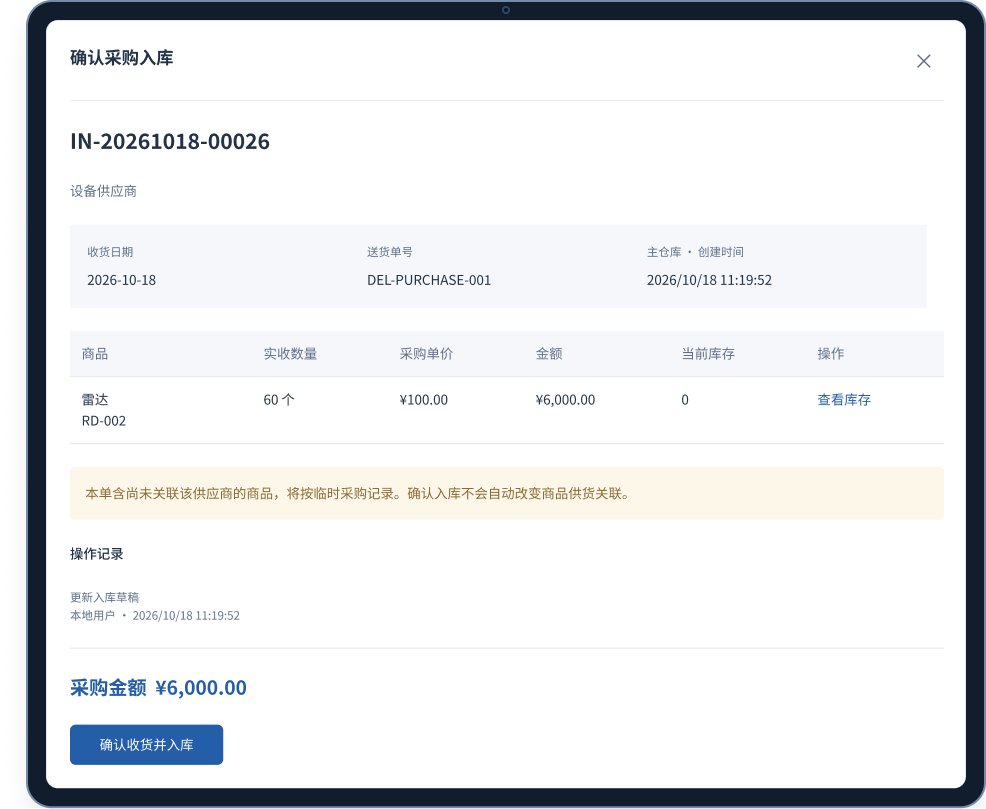 确认采购入库
IN-20261018-00026
设备供应商
收货日期 送货单号 主仓库 · 创建时间
2026-10-18 DEL-PURCHASE-001 2026/10/18 11:19:52
商品 实收数量 采购单价 金额 当前库存 操作
雷达 60 个 ¥100.00 ¥6,000.00 0 查看库存
RD-002
本单含尚未关联该供应商的商品，将按临时采购记录。确认入库不会自动改变商品供货关联。
操作记录
更新入库草稿
本地用户 · 2026/10/18 11:19:52
采购金额 ¥6,000.00
确认收货并入库